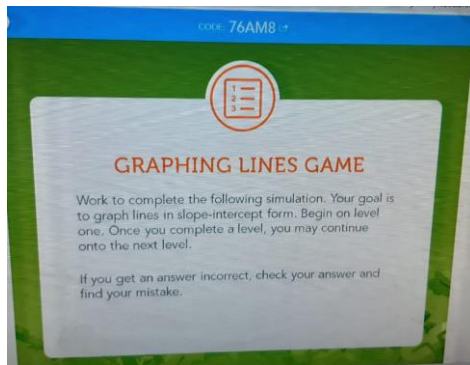 CODE: 76AM8
1
2
3
GRAPHING LINES GAME
Work to complete the following simulation. Your goal is
to graph lines in slope-intercept form. Begin on level
one. Once you complete a level, you may continue
onto the next level.
If you get an answer incorrect, check your answer and
find your mistake.